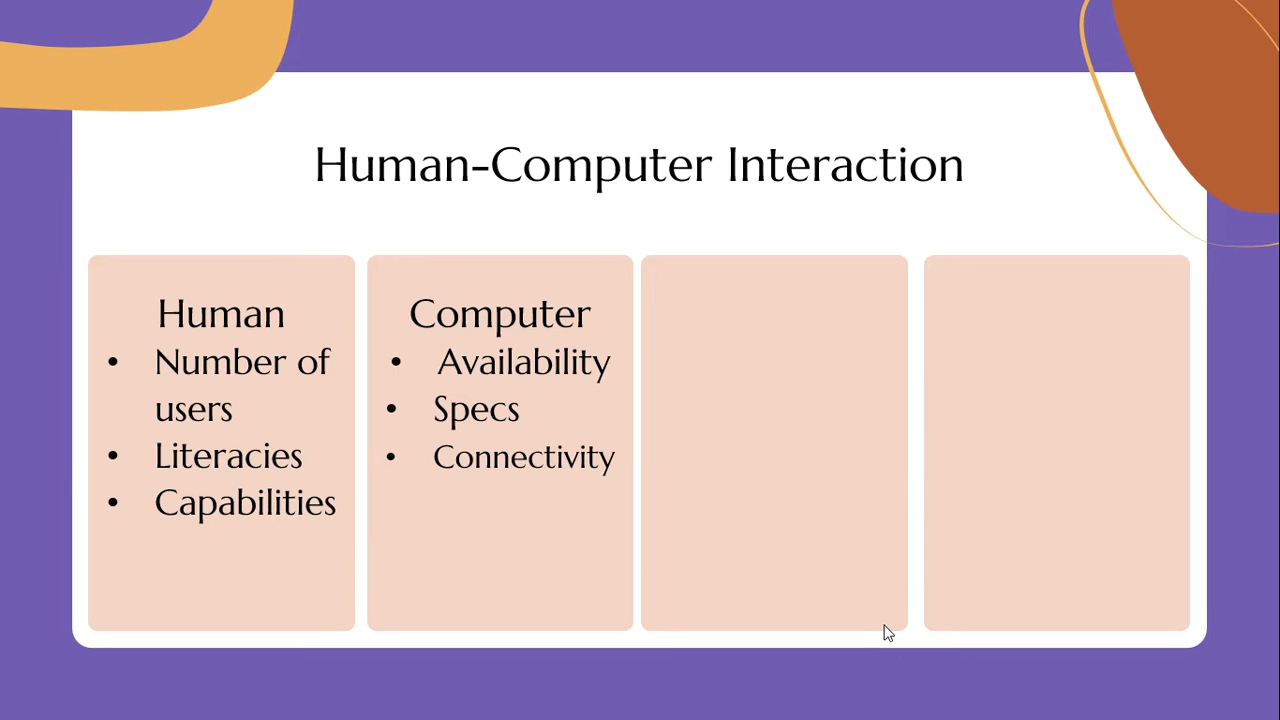 Human-Computer Interaction
Human
• Number of
users
• Literacies
• Capabilities
Computer
• Availability
• Specs
• Connectivity